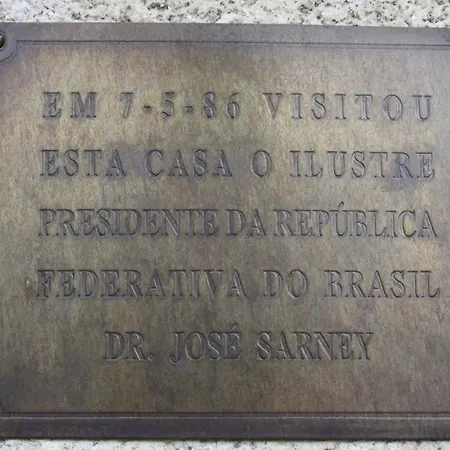 EM 7-5-86 VISITOU
ESTA CASA O ILUSTRE
PRESIDENTE DA REPÚBLICA
FEDERATIVA DO BRASIL
DR. JOSÉ SARNEY